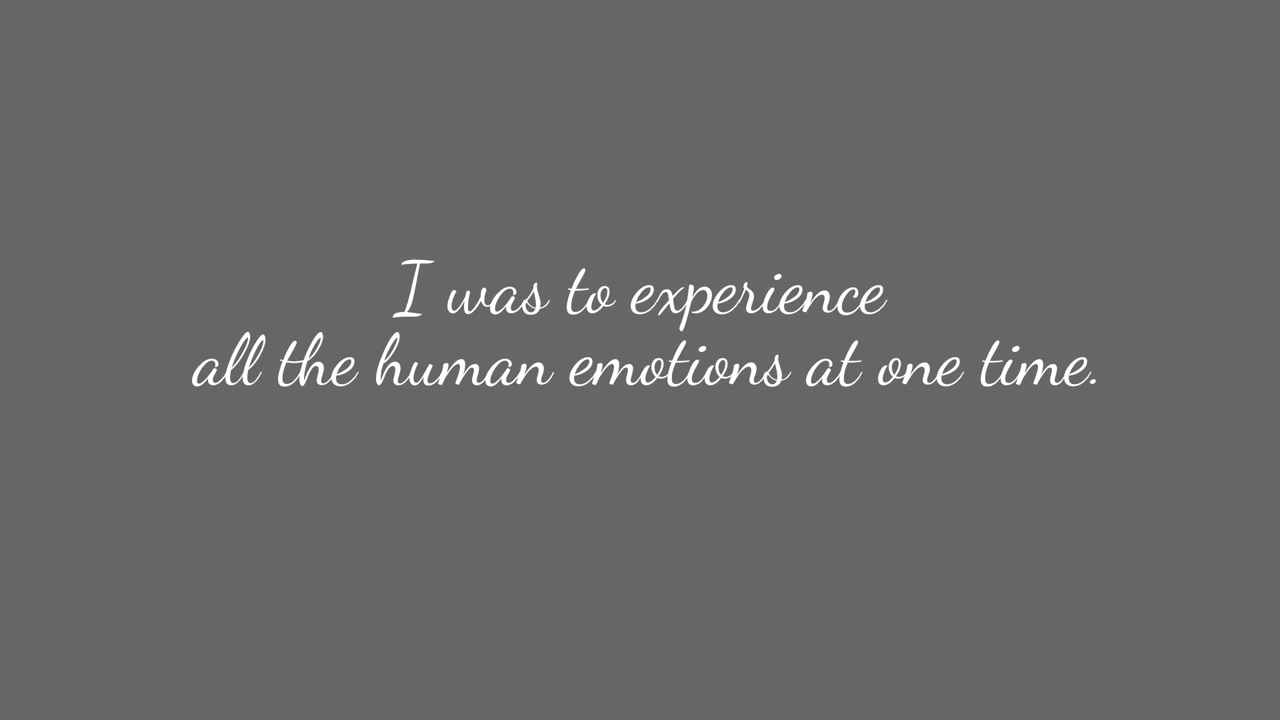 I was to experience
all the human emotions at one time.